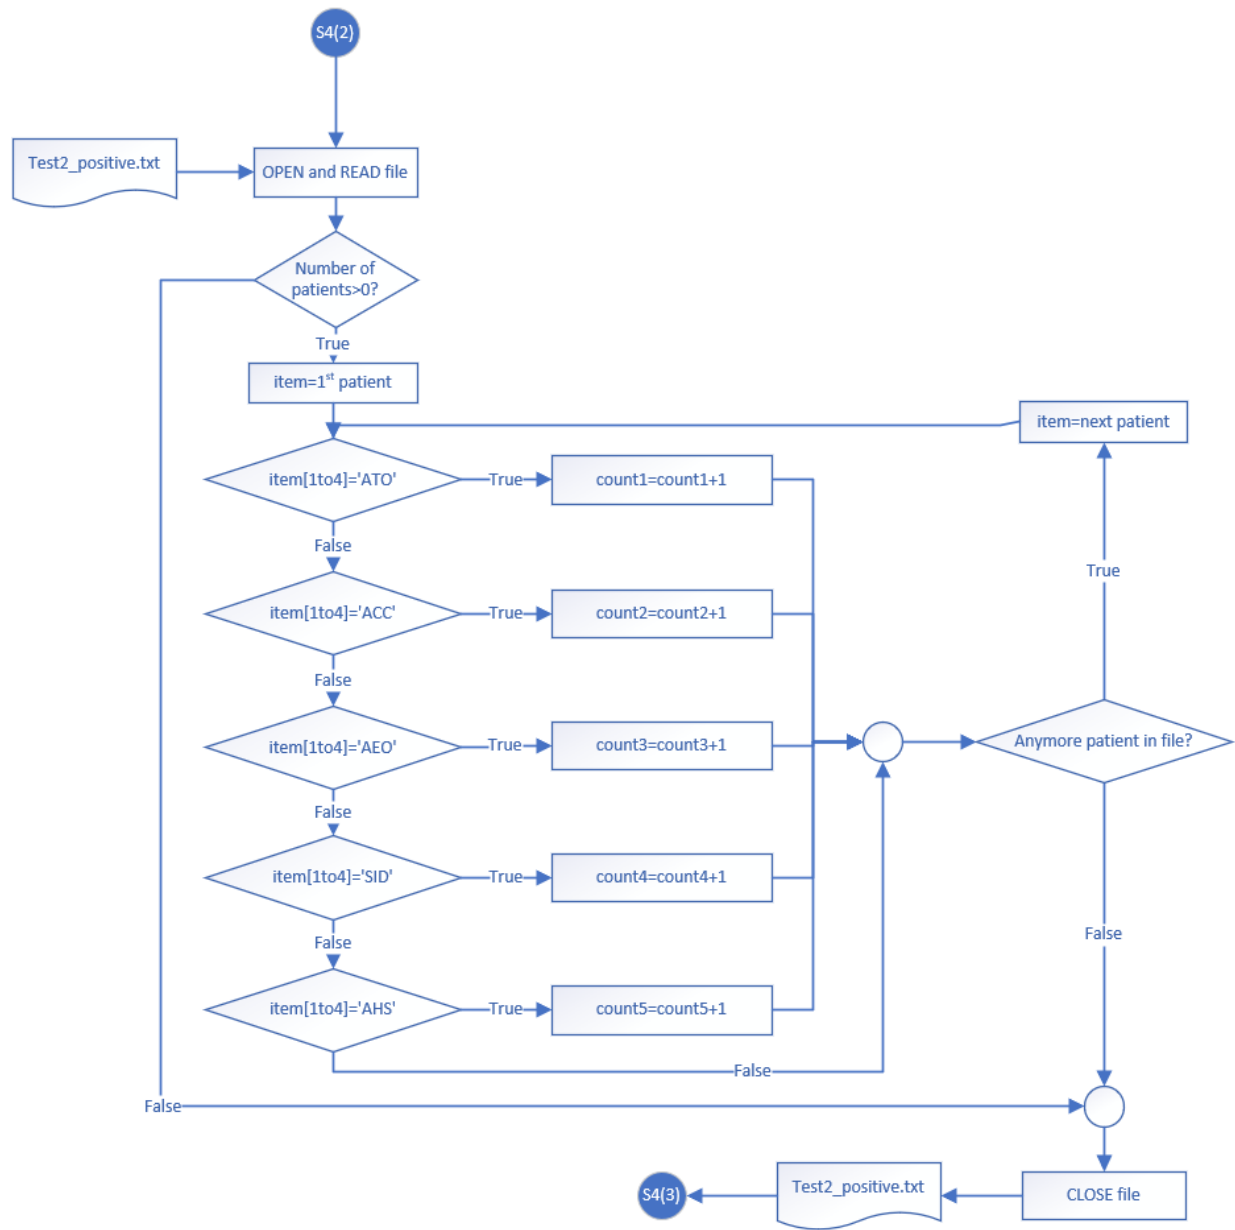 S4(2)
Test2_positive.txt
OPEN and READ file
Number of
patients>0?
True
item=1st patient
item=next patient
item[1to4]='ATO'
True
count1=count1+1
False
True
item[1to4]='ACC'
True
count2=count2+1
False
item[1to4]='AEO'
True
count3=count3+1
Anymore patient in file?
False
item[1to4]='SID'
True
count4=count4+1
False
False
item[1to4]='AHS'
True
count5=count5+1
False
False
Test2_positive.txt
S4(3)
CLOSE file